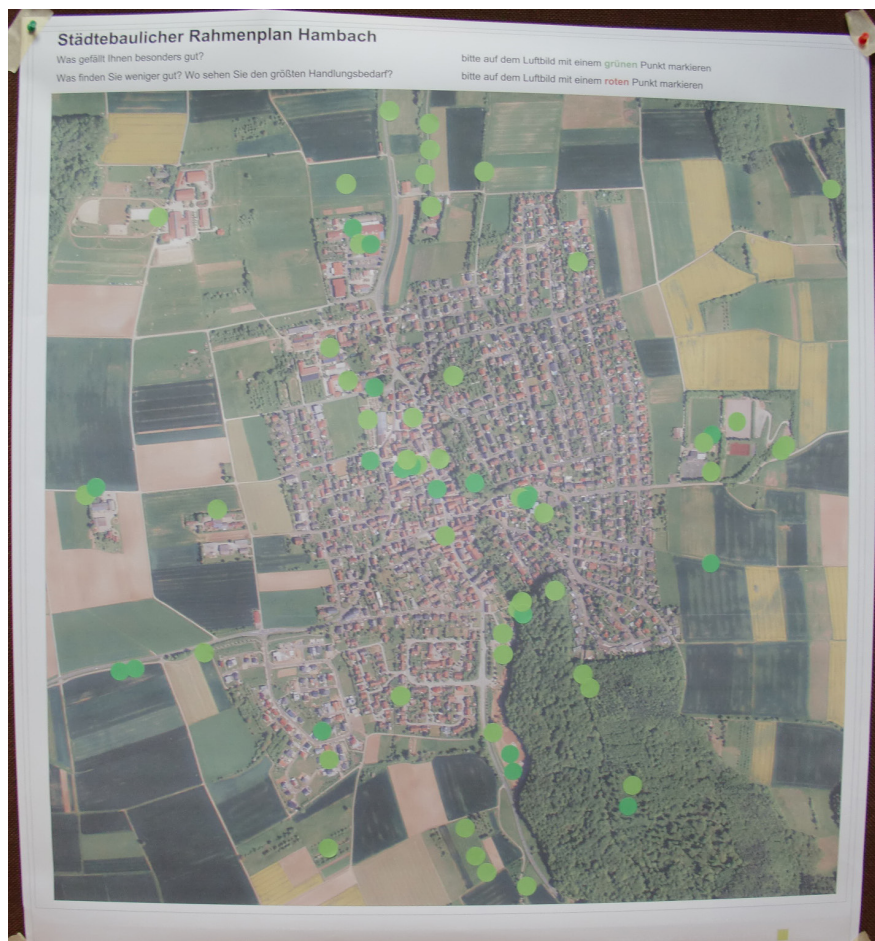 Städtebaulicher Rahmenplan Hambach
Was gefällt Ihnen besonders gut?
bitte auf dem Luftbild mit einem grünen Punkt markieren
Was finden Sie weniger gut? Wo sehen Sie den größten Handlungsbedarf?
bitte auf dem Luftbild mit einem roten Punkt markieren